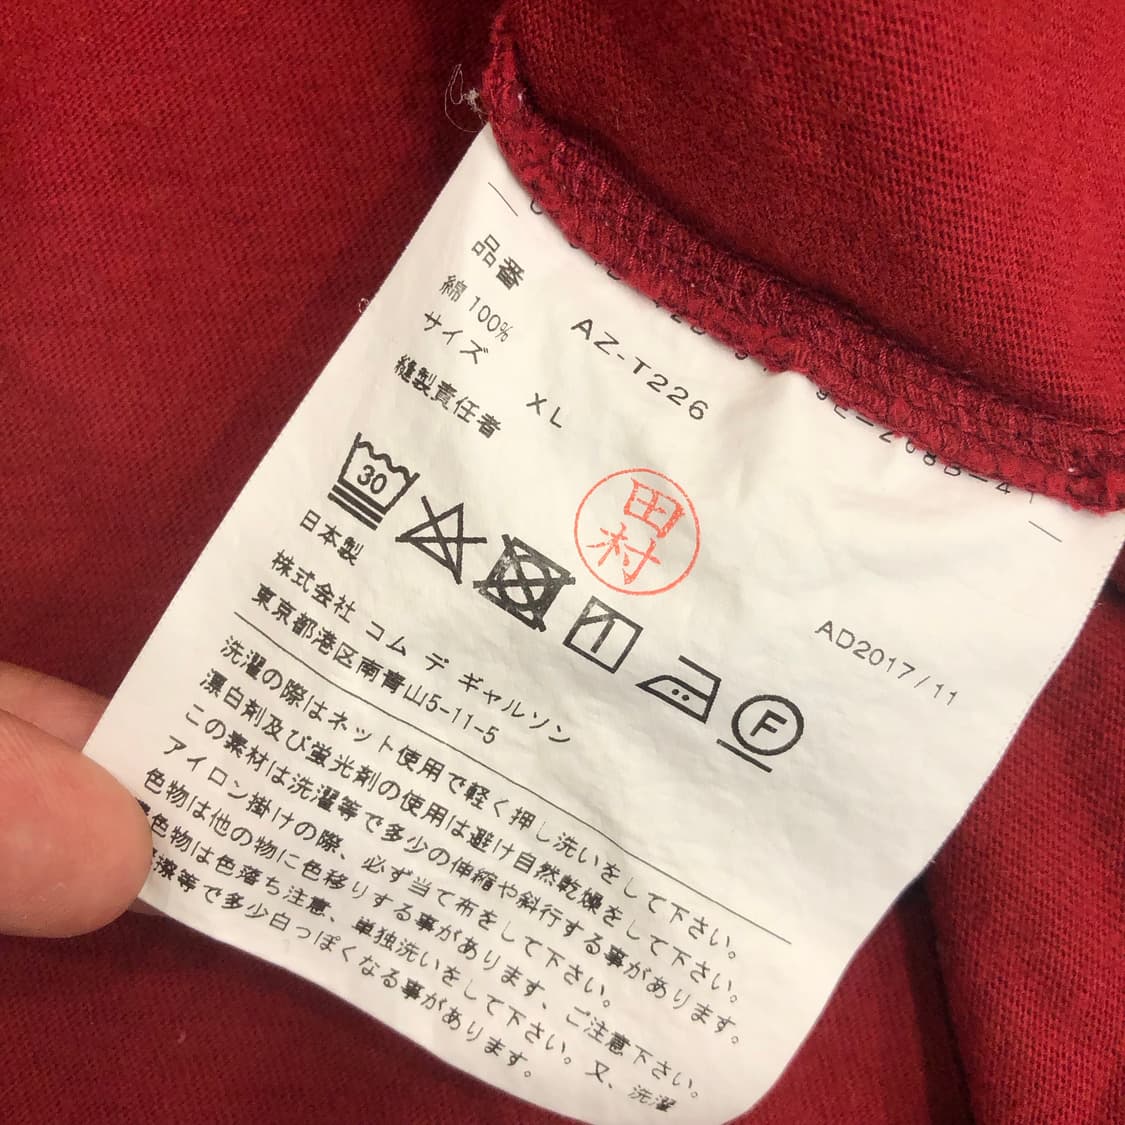 品番 AZ-T226
綿 100%
サイズ XL
縫製責任者
田村
30
F
AD2017/11
日本製
株式会社 コム デ ギャルソン
東京都港区南青山5-11-5
洗濯の際はネット使用で軽く押し洗いをして下さい。
漂白剤及び蛍光剤の使用は避け自然乾燥をして下さい。
この素材は洗濯等で多少の伸縮や斜行する事があります。
アイロン掛けの際、必ず当て布をして下さい。
色物は他の物に色移りする事があります、ご注意下さい。
色物は色落ち注意、単独洗いをして下さい。又、洗濯
擦等で多少白っぽくなる事があります。